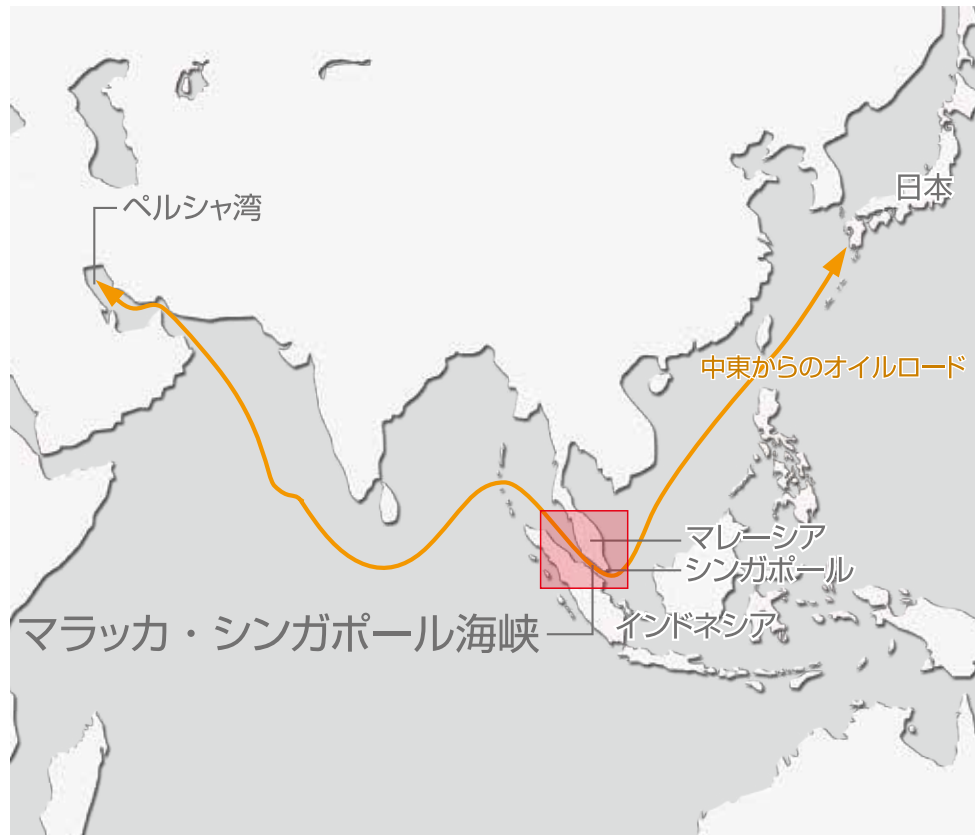 日本
ペルシャ湾
中東からのオイルロード
マレーシア
シンガポール
マラッカ・シンガポール海峡
インドネシア